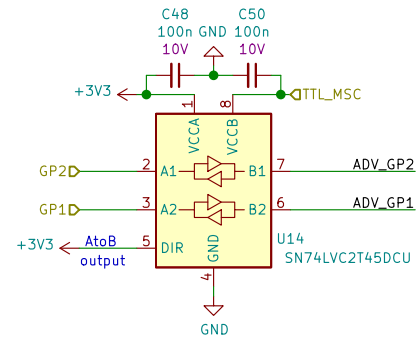 C48
100n
10V
GND
C50
100n
10V
+3V3
TTL_MSC
1
8
VCCA
VCCB
GP2
2
A1
B1
7
ADV_GP2
GP1
3
A2
B2
6
ADV_GP1
+3V3
AtoB
output
5
DIR
GND
4
U14
SN74LVC2T45DCU
GND